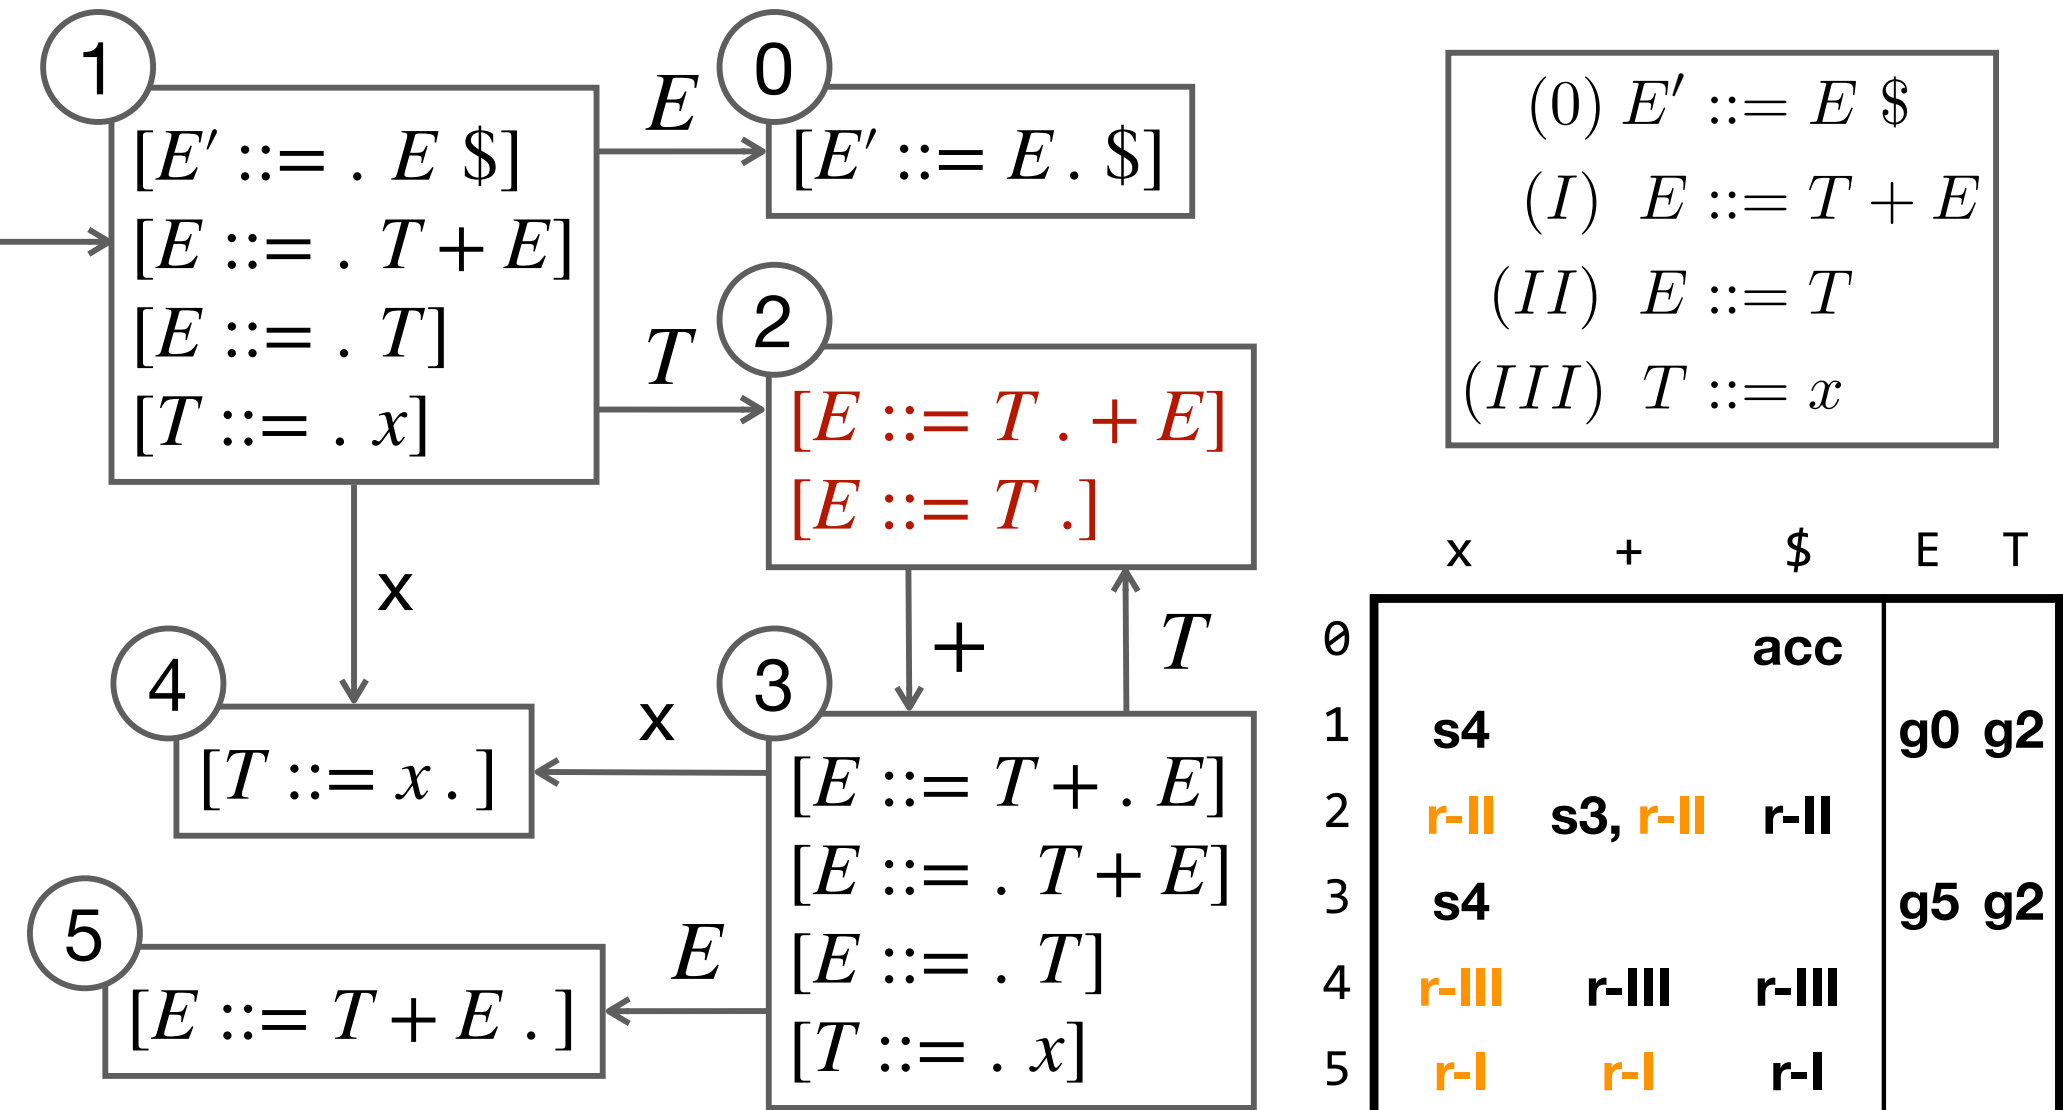 1
[E′ ::= . E $]
[E ::= . T + E]
[E ::= . T]
[T ::= . x]
E
0
[E′ ::= E . $]
T
2
[E ::= T . + E]
[E ::= T .]
x
+
T
4
[T ::= x . ]
x
3
[E ::= T + . E]
[E ::= . T + E]
[E ::= . T]
[T ::= . x]
E
5
[E ::= T + E . ]
(0) E′ ::= E $
(I) E ::= T + E
(II) E ::= T
(III) T ::= x
x + $ E T
0 acc
1 s4 g0 g2
2 r-II s3, r-II r-II
3 s4 g5 g2
4 r-III r-III r-III
5 r-I r-I r-I